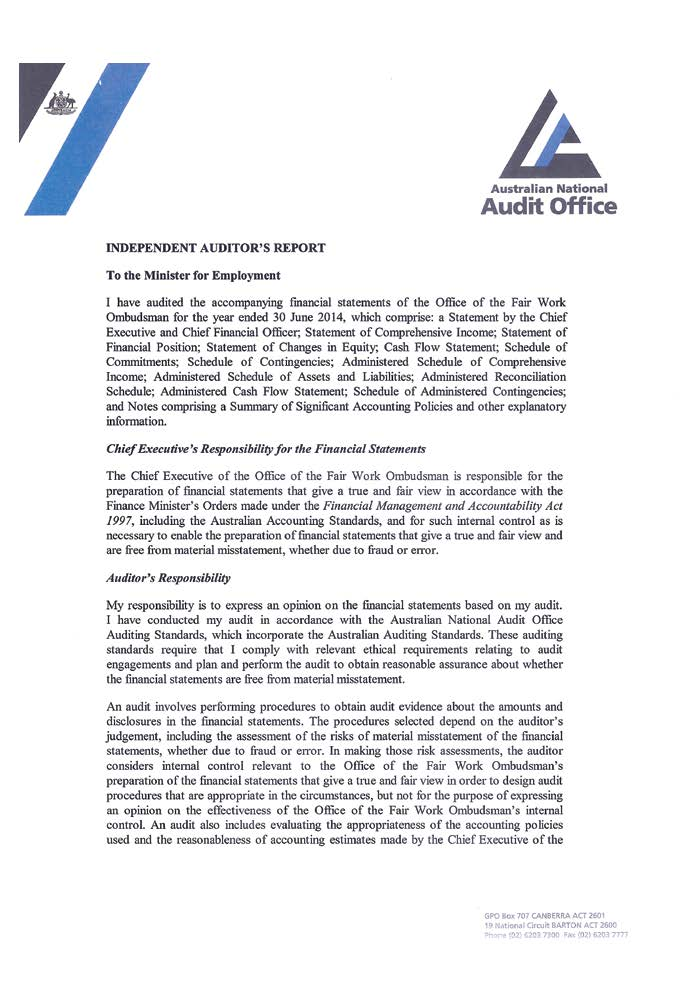 Australian National
Audit Office
INDEPENDENT AUDITOR'S REPORT
To the Minister for Employment
I have audited the accompanying financial statements of the Office of the Fair Work
Ombudsman for the year ended 30 June 2014, which comprise: a Statement by the Chief
Executive and Chief Financial Officer; Statement of Comprehensive Income; Statement of
Financial Position; Statement of Changes in Equity; Cash Flow Statement; Schedule of
Commitments; Schedule of Contingencies; Administered Schedule of Comprehensive
Income; Administered Schedule of Assets and Liabilities; Administered Reconciliation
Schedule; Administered Cash Flow Statement; Schedule of Administered Contingencies;
and Notes comprising a Summary of Significant Accounting Policies and other explanatory
information.
Chief Executive's Responsibility for the Financial Statements
The Chief Executive of the Office of the Fair Work Ombudsman is responsible for the
preparation of financial statements that give a true and fair view in accordance with the
Finance Minister's Orders made under the Financial Management and Accountability Act
1997, including the Australian Accounting Standards, and for such internal control as is
necessary to enable the preparation of financial statements that give a true and fair view and
are free from material misstatement, whether due to fraud or error.
Auditor's Responsibility
My responsibility is to express an opinion on the financial statements based on my audit.
I have conducted my audit in accordance with the Australian National Audit Office
Auditing Standards, which incorporate the Australian Auditing Standards. These auditing
standards require that I comply with relevant ethical requirements relating to audit
engagements and plan and perform the audit to obtain reasonable assurance about whether
the financial statements are free from material misstatement.
An audit involves performing procedures to obtain audit evidence about the amounts and
disclosures in the financial statements. The procedures selected depend on the auditor's
judgement, including the assessment of the risks of material misstatement of the financial
statements, whether due to fraud or error. In making those risk assessments, the auditor
considers internal control relevant to the Office of the Fair Work Ombudsman's
preparation of the financial statements that give a true and fair view in order to design audit
procedures that are appropriate in the circumstances, but not for the purpose of expressing
an opinion on the effectiveness of the Office of the Fair Work Ombudsman's internal
control. An audit also includes evaluating the appropriateness of the accounting policies
used and the reasonableness of accounting estimates made by the Chief Executive of the
GPO Box 707 CANBERRA ACT 2601
19 National Circuit BARTON ACT 2600
Phone (02) 6203 7300 Fax (02) 6203 7777